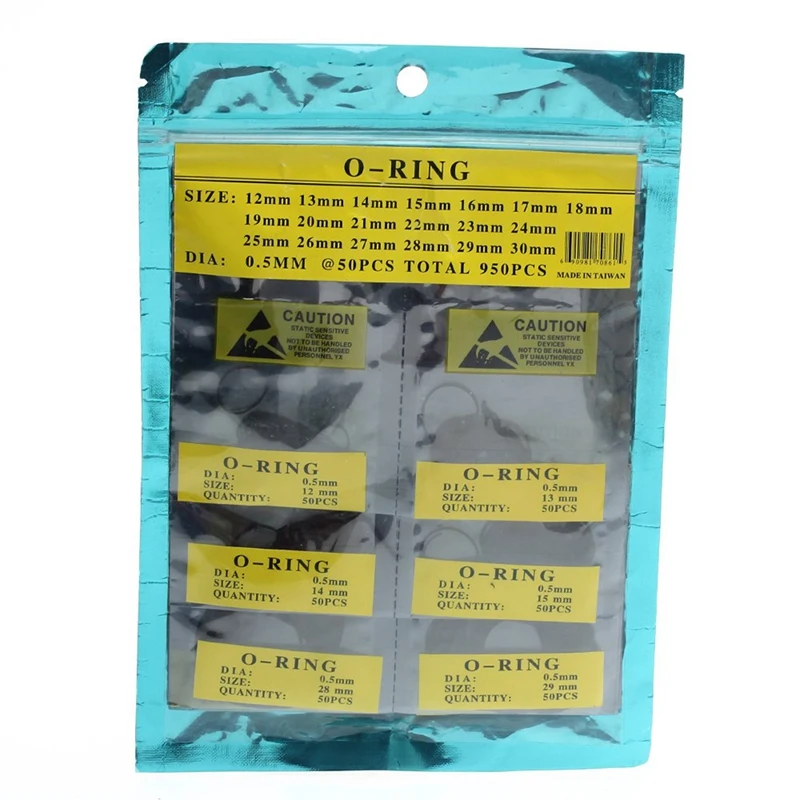 O-RING
SIZE: 12mm 13mm 14mm 15mm 16mm 17mm 18mm
19mm 20mm 21mm 22mm 23mm 24mm
25mm 26mm 27mm 28mm 29mm 30mm
DIA: 0.5MM @50PCS TOTAL 950PCS
MADE IN TAIWAN
CAUTION
STATIC SENSITIVE
DEVICES
NOT TO BE HANDLED
BY UNAUTHORISED
PERSONNEL YX
CAUTION
STATIC SENSITIVE
DEVICES
NOT TO BE HANDLED
BY UNAUTHORISED
PERSONNEL YX
O-RING
DIA: 0.5mm
SIZE: 12 mm
QUANTITY: 50PCS
O-RING
DIA: 0.5mm
SIZE: 13 mm
QUANTITY: 50PCS
O-RING
DIA: 0.5mm
SIZE: 14 mm
QUANTITY: 50PCS
O-RING
DIA: 0.5mm
SIZE: 15 mm
QUANTITY: 50PCS
O-RING
DIA: 0.5mm
SIZE: 28 mm
QUANTITY: 50PCS
O-RING
DIA: 0.5mm
SIZE: 29 mm
QUANTITY: 50PCS